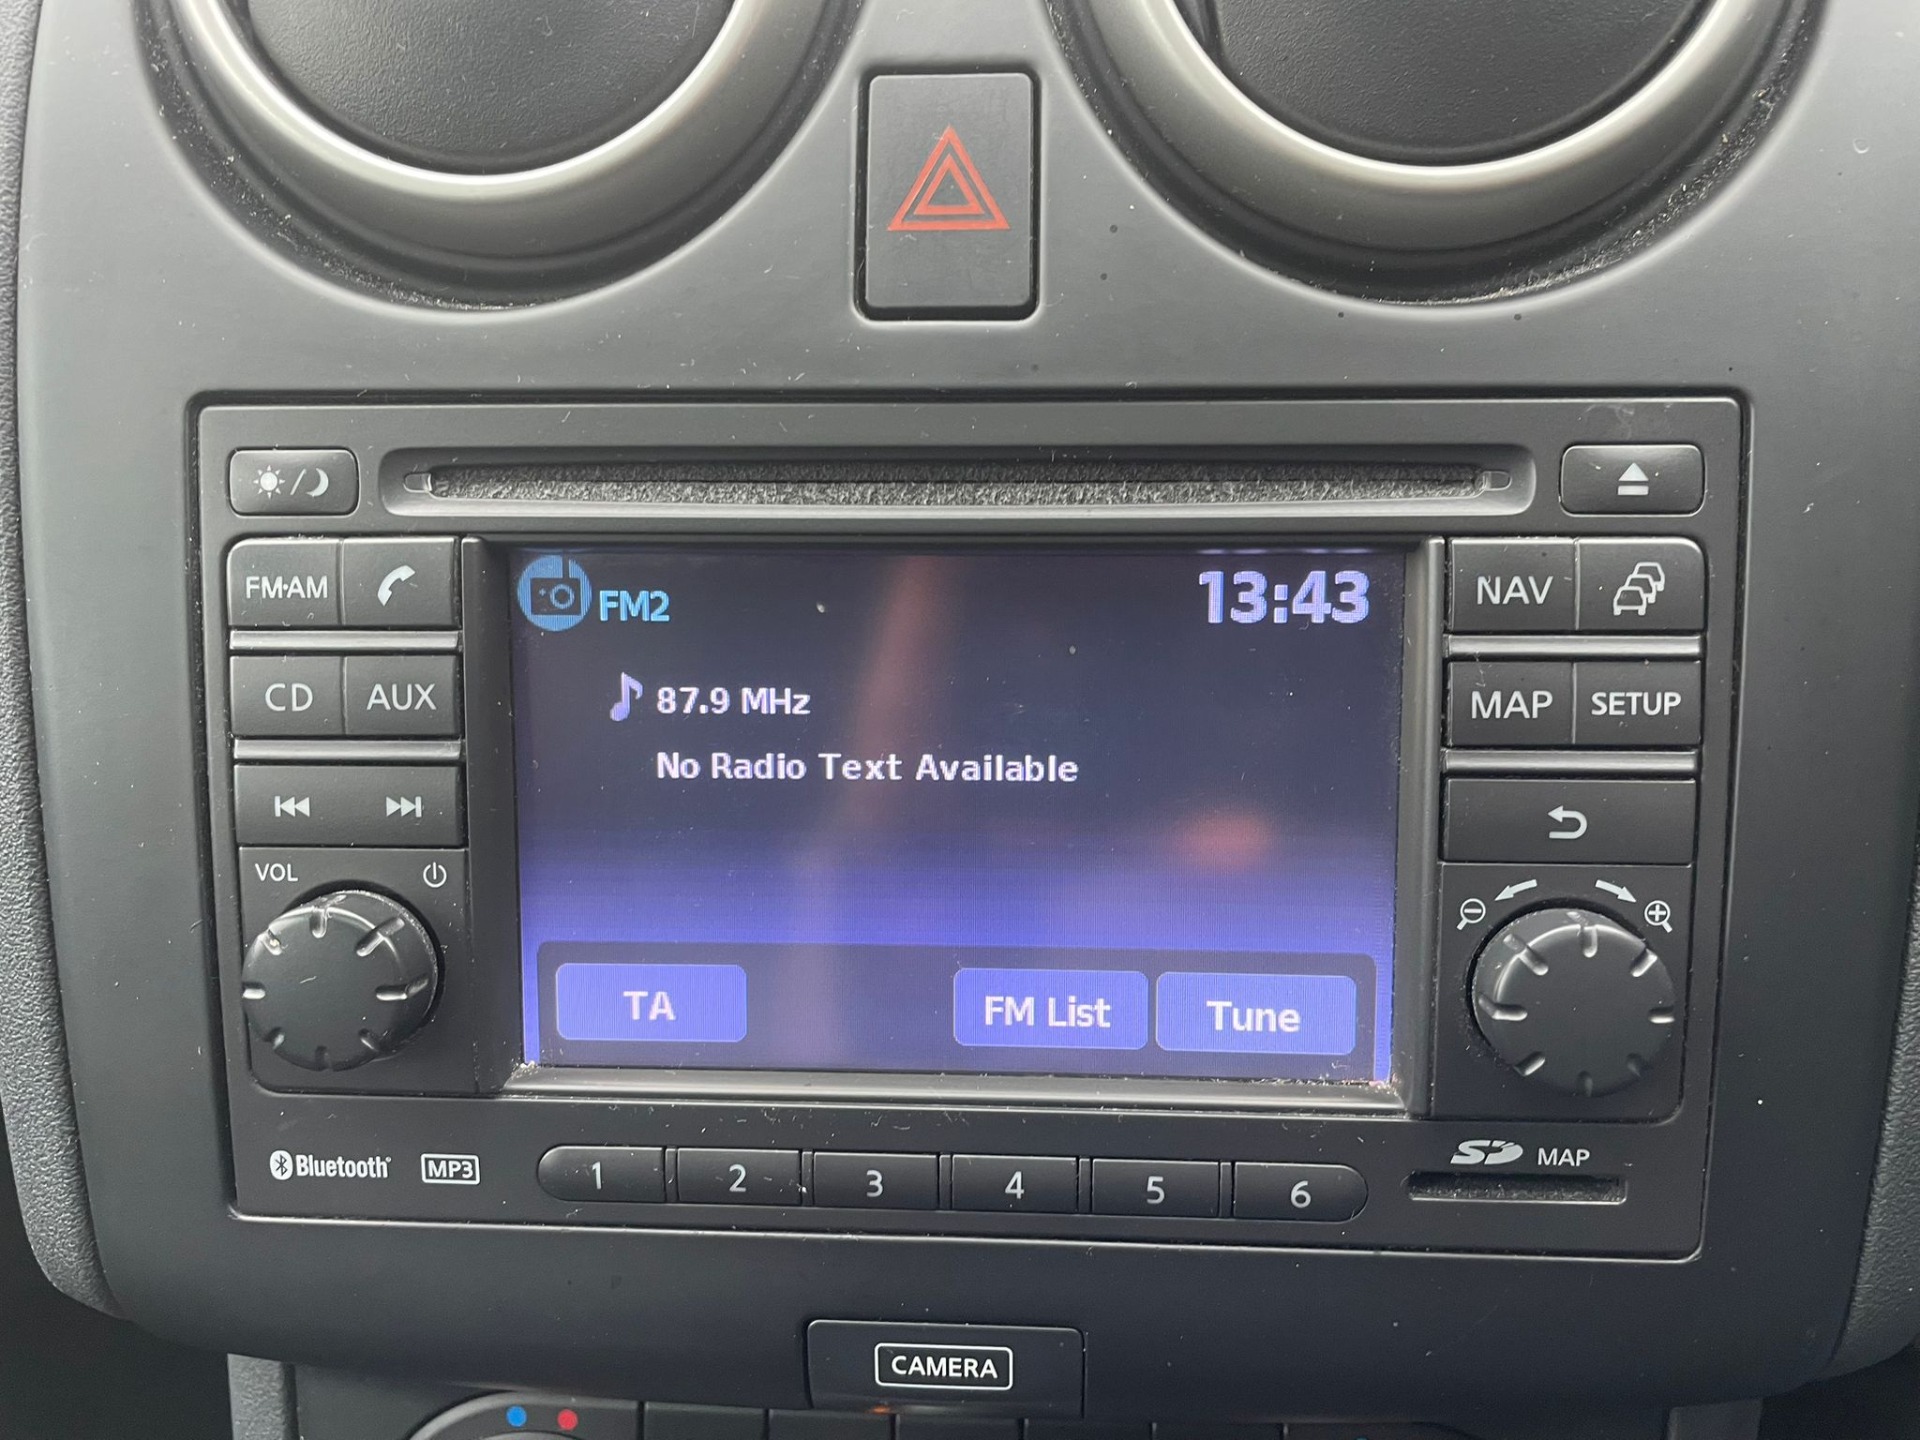 FM·AM
CD
AUX
VOL
FM2
13:43
87.9 MHz
No Radio Text Available
TA
FM List
Tune
NAV
MAP
SETUP
Bluetooth
MP3
1
2
3
4
5
6
SD
MAP
CAMERA